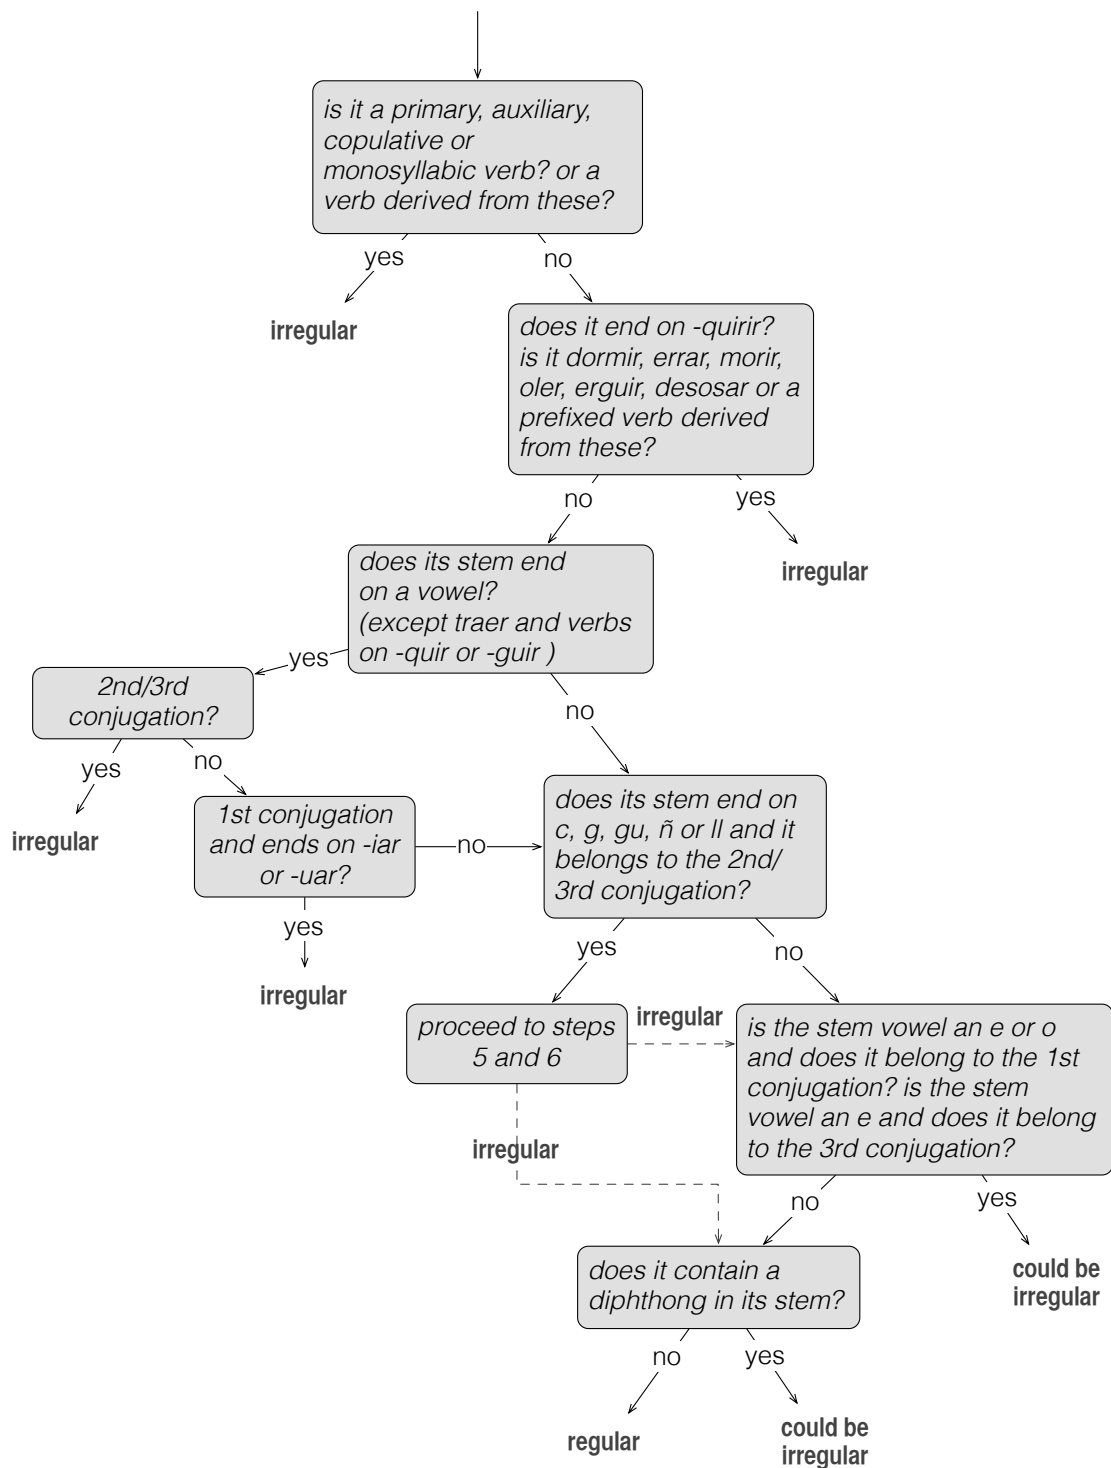 is it a primary, auxiliary,
copulative or
monosyllabic verb? or a
verb derived from these?
yes
no
irregular
does it end on -quirir?
is it dormir, errar, morir,
oler, erguir, desosar or a
prefixed verb derived
from these?
no
yes
irregular
does its stem end
on a vowel?
(except traer and verbs
on -quir or -guir )
yes
no
2nd/3rd
conjugation?
yes
no
irregular
1st conjugation
and ends on -iar
or -uar?
no
yes
irregular
does its stem end on
c, g, gu, ñ or ll and it
belongs to the 2nd/
3rd conjugation?
yes
no
proceed to steps
5 and 6
irregular
irregular
is the stem vowel an e or o
and does it belong to the 1st
conjugation? is the stem
vowel an e and does it belong
to the 3rd conjugation?
no
yes
could be
irregular
does it contain a
diphthong in its stem?
no
yes
regular
could be
irregular